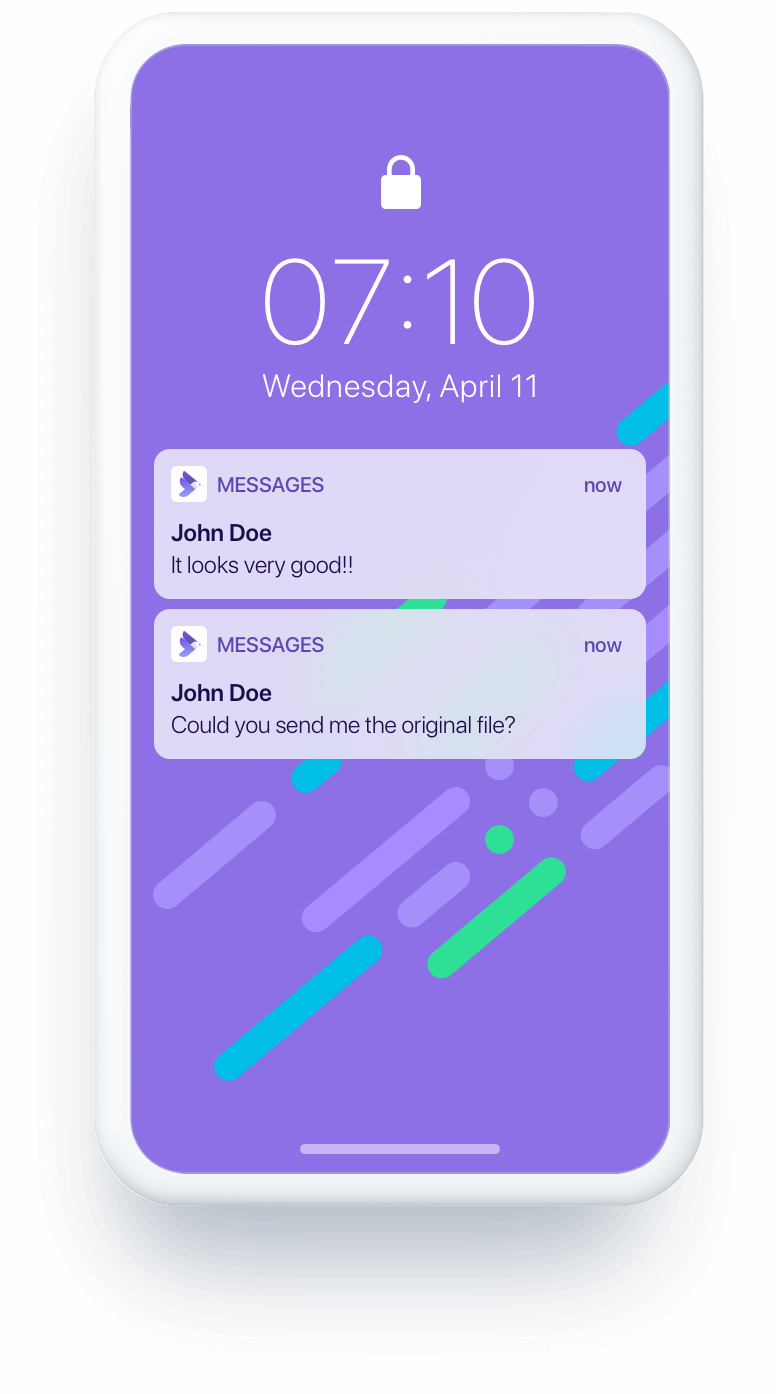 07:10
Wednesday, April 11
MESSAGES now
John Doe
It looks very good!!
MESSAGES now
John Doe
Could you send me the original file?